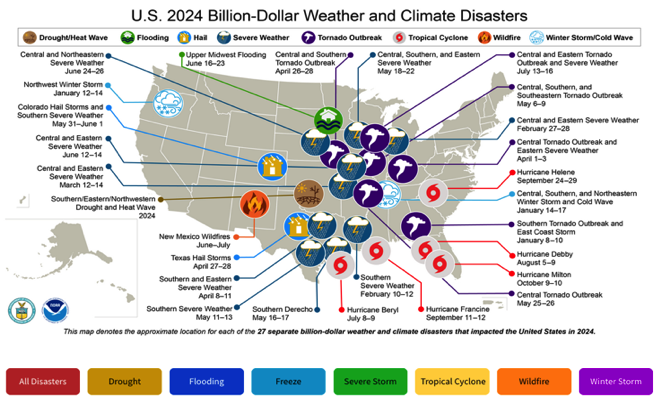 U.S. 2024 Billion-Dollar Weather and Climate Disasters
Drought/Heat Wave
Flooding
Hail
Severe Weather
Tornado Outbreak
Tropical Cyclone
Wildfire
Winter Storm/Cold Wave
Central and Northeastern
Severe Weather
June 24–26
Upper Midwest Flooding
June 16–23
Central and Southern
Tornado Outbreak
April 26–28
Central, Southern, and Eastern
Severe Weather
May 18–22
Central and Eastern Tornado
Outbreak and Severe Weather
July 13–16
Northwest Winter Storm
January 12–14
Central, Southern, and
Southeastern Tornado Outbreak
May 6–9
Colorado Hail Storms and
Southern Severe Weather
May 31–June 1
Central and Eastern Severe Weather
February 27–28
Central and Eastern
Severe Weather
June 12–14
Central Tornado Outbreak and
Eastern Severe Weather
April 1–3
Central and Eastern
Severe Weather
March 12–14
Hurricane Helene
September 24–29
Southern/Eastern/Northwestern
Drought and Heat Wave
2024
Central, Southern, and Northeastern
Winter Storm and Cold Wave
January 14–17
New Mexico Wildfires
June–July
Southern Tornado Outbreak and
East Coast Storm
January 8–10
Texas Hail Storms
April 27–28
Hurricane Debby
August 5–9
Southern and Eastern
Severe Weather
April 8–11
Southern
Severe Weather
February 10–12
Hurricane Milton
October 9–10
Central Tornado Outbreak
May 25–26
Southern Severe Weather
May 11–13
Southern Derecho
May 16–17
Hurricane Beryl
July 8–9
Hurricane Francine
September 11–12
This map denotes the approximate location for each of the 27 separate billion-dollar weather and climate disasters that impacted the United States in 2024.
All Disasters
Drought
Flooding
Freeze
Severe Storm
Tropical Cyclone
Wildfire
Winter Storm